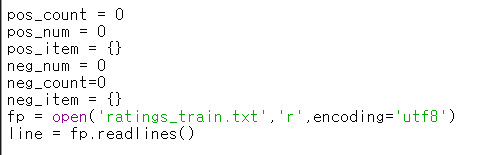 pos_count = 0
pos_num = 0
pos_item = {}
neg_num = 0
neg_count=0
neg_item = {}
fp = open('ratings_train.txt','r',encoding='utf8')
line = fp.readlines()